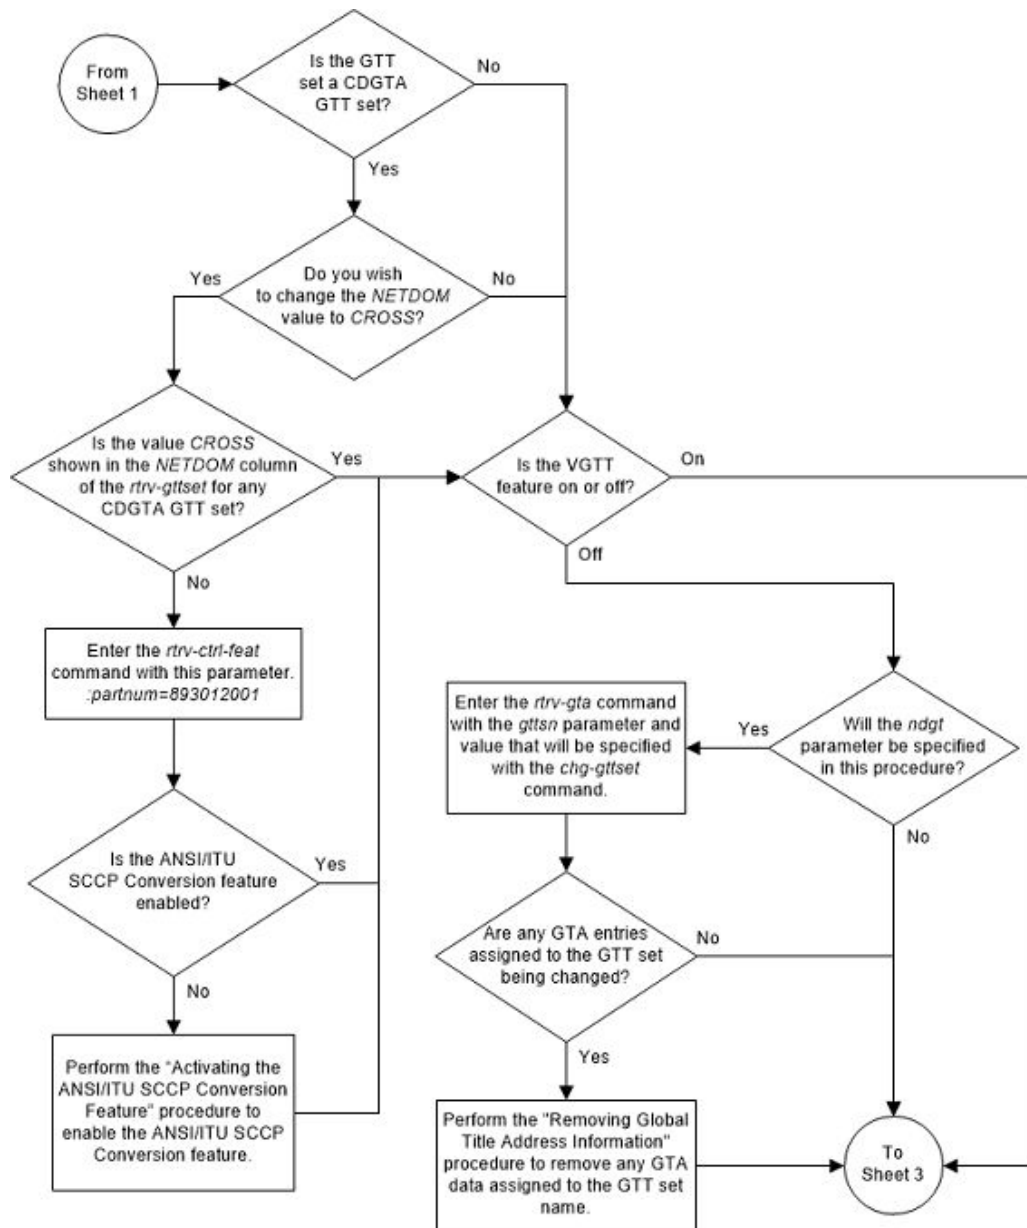 From
Sheet 1
Is the GTT
set a CDGTA
GTT set?
No
Yes
Do you wish
to change the NETDOM
value to CROSS?
Yes
No
Is the value CROSS
shown in the NETDOM column
of the rtrv-gttset for any
CDGTA GTT set?
Yes
No
Is the VGTT
feature on or off?
On
Off
Enter the rtrv-ctrl-feat
command with this parameter.
:partnum=893012001
Enter the rtrv-gta command
with the gttsn parameter and
value that will be specified
with the chg-gttset
command.
Yes
Will the ndgt
parameter be specified
in this procedure?
No
Is the ANSI/ITU
SCCP Conversion feature
enabled?
Yes
No
Are any GTA entries
assigned to the GTT set
being changed?
No
Yes
Perform the "Activating the
ANSI/ITU SCCP Conversion
Feature" procedure to
enable the ANSI/ITU SCCP
Conversion feature.
Perform the "Removing Global
Title Address Information"
procedure to remove any GTA
data assigned to the GTT set
name.
To
Sheet 3